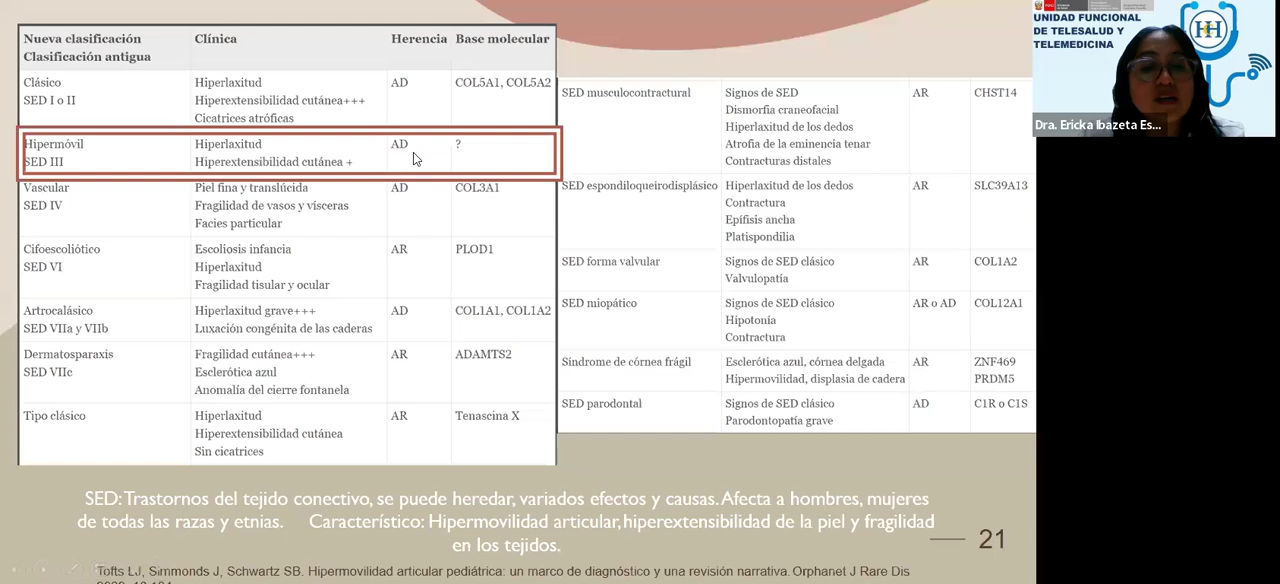 Nueva clasificación
Clasificación antigua
Clínica
Herencia
Base molecular
Clásico
SED I o II
Hiperlaxitud
Hiperextensibilidad cutánea+++
Cicatrices atróficas
AD
COL5A1, COL5A2
Hipermóvil
SED III
Hiperlaxitud
Hiperextensibilidad cutánea +
AD
?
Vascular
SED IV
Piel fina y translúcida
Fragilidad de vasos y vísceras
Facies particular
AD
COL3A1
Cifoescoliótico
SED VI
Escoliosis infancia
Hiperlaxitud
Fragilidad tisular y ocular
AR
PLOD1
Artrocalásico
SED VIIa y VIIb
Hiperlaxitud grave+++
Luxación congénita de las caderas
AD
COL1A1, COL1A2
Dermatosparaxis
SED VIIc
Fragilidad cutánea+++
Esclerótica azul
Anomalía del cierre fontanela
AR
ADAMTS2
Tipo clásico
Hiperlaxitud
Hiperextensibilidad cutánea
Sin cicatrices
AR
Tenascina X
SED musculocontractural
Signos de SED
Dismorfia craneofacial
Hiperlaxitud de los dedos
Atrofia de la eminencia tenar
Contracturas distales
AR
CHST14
SED espondiloqueirodisplásico
Hiperlaxitud de los dedos
Contractura
Epífisis ancha
Platispondilia
AR
SLC39A13
SED forma valvular
Signos de SED clásico
Valvulopatía
AR
COL1A2
SED miopático
Signos de SED clásico
Hipotonía
Contractura
AR o AD
COL12A1
Síndrome de córnea frágil
Esclerótica azul, córnea delgada
Hipermovilidad, displasia de cadera
AR
ZNF469
PRDM5
SED parodontal
Signos de SED clásico
Parodontopatía grave
AD
C1R o C1S
SED: Trastornos del tejido conectivo, se puede heredar, variados efectos y causas. Afecta a hombres, mujeres
de todas las razas y etnias. Característico: Hipermovilidad articular, hiperextensibilidad de la piel y fragilidad
en los tejidos.
21
Tofts LJ, Simmonds J, Schwartz SB. Hipermovilidad articular pediátrica: un marco de diagnóstico y una revisión narrativa. Orphanet J Rare Dis
UNIDAD FUNCIONAL
DE TELESALUD Y
TELEMEDICINA
Dra. Ericka Ibazeta Es...